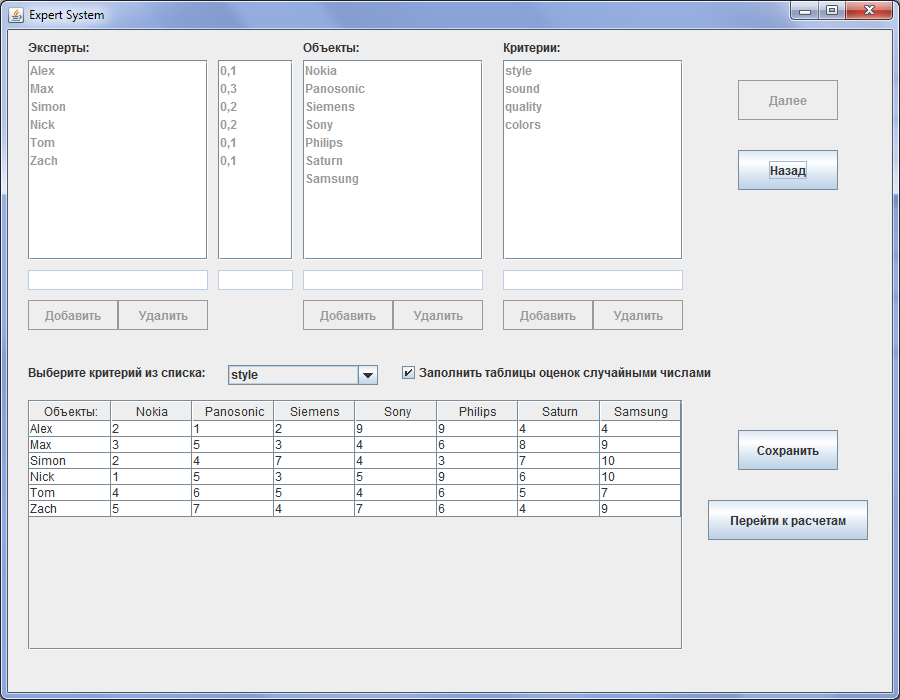 Expert System
Эксперты: Объекты: Критерии:
Alex 0,1 Nokia style
Max 0,3 Panosonic sound
Simon 0,2 Siemens quality
Nick 0,2 Sony colors
Tom 0,1 Philips
Zach 0,1 Saturn
Samsung
Далее
Назад
Добавить Удалить Добавить Удалить Добавить Удалить
Выберите критерий из списка: style Заполнить таблицы оценок случайными числами
Объекты: Nokia Panosonic Siemens Sony Philips Saturn Samsung
Alex 2 1 2 9 9 4 4
Max 3 5 3 4 6 8 9
Simon 2 4 7 4 3 7 10
Nick 1 5 3 5 9 6 10
Tom 4 6 5 4 6 5 7
Zach 5 7 4 7 6 4 9
Сохранить
Перейти к расчетам